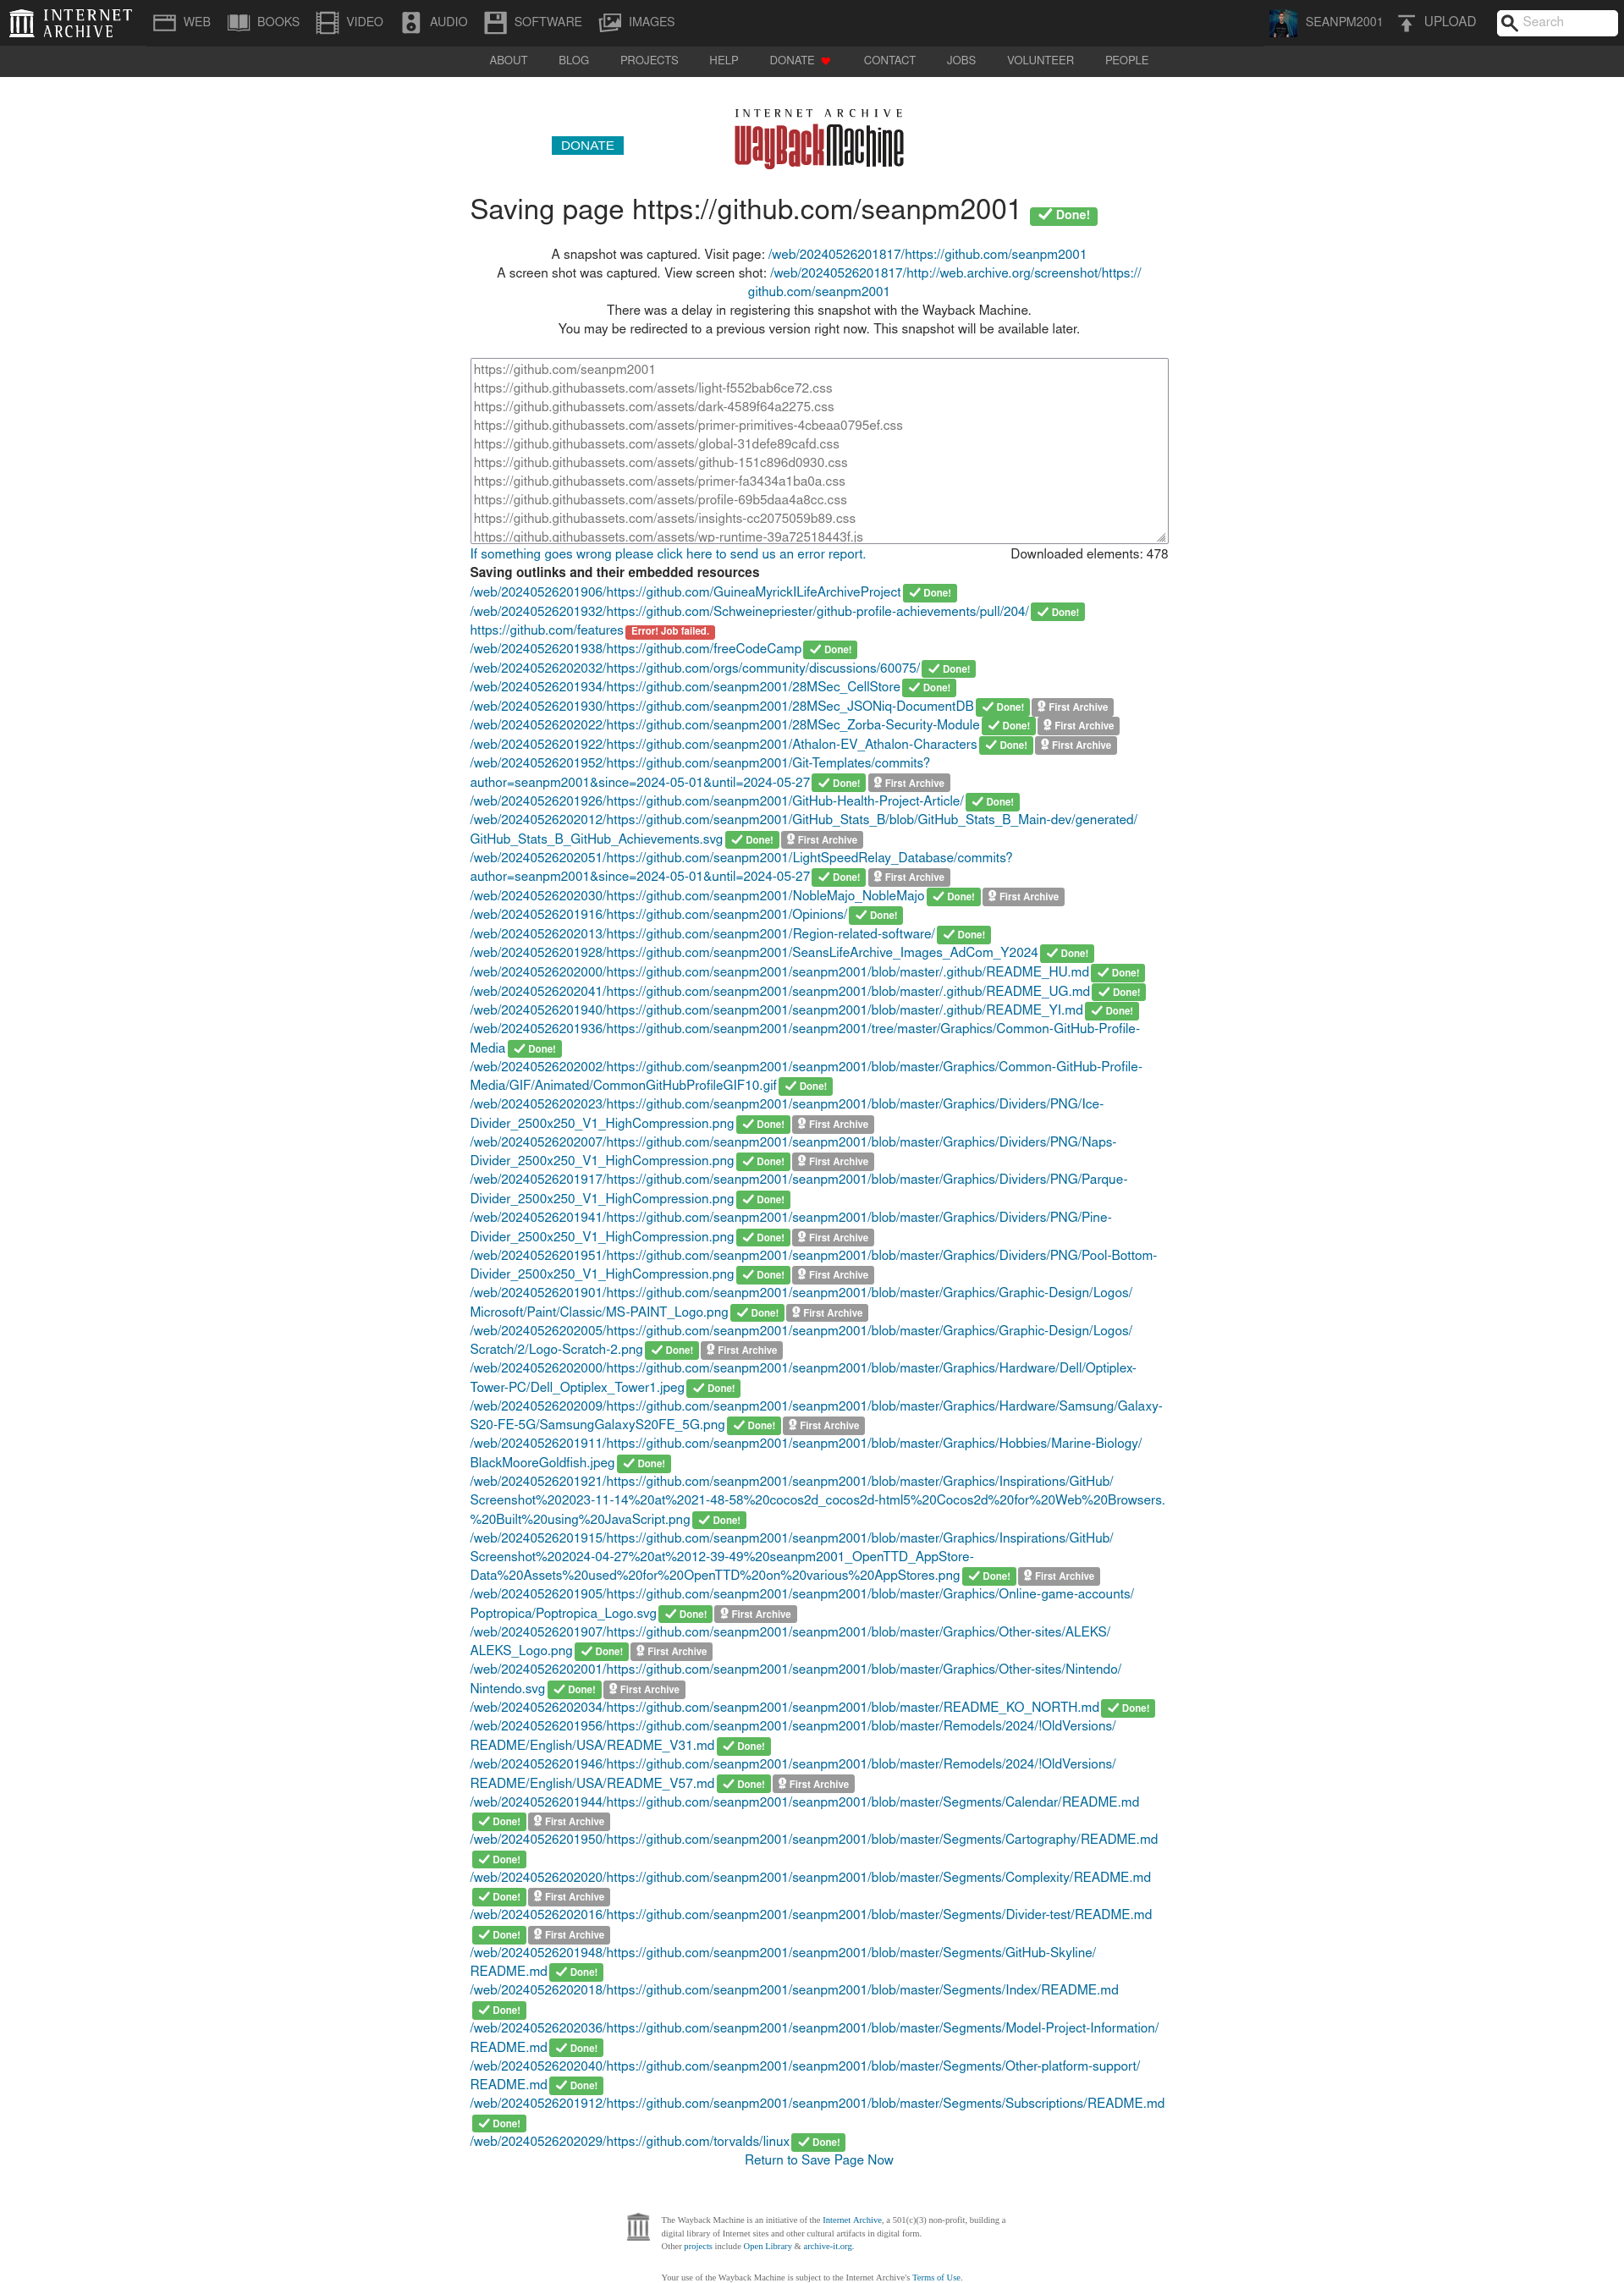 INTERNET ARCHIVE
WEB BOOKS VIDEO AUDIO SOFTWARE IMAGES SEANPM2001 UPLOAD Search
ABOUT BLOG PROJECTS HELP DONATE CONTACT JOBS VOLUNTEER PEOPLE
INTERNET ARCHIVE
DONATE WayBackMachine
Saving page https://github.com/seanpm2001 Done!
A snapshot was captured. Visit page: /web/20240526201817/https://github.com/seanpm2001
A screen shot was captured. View screen shot: /web/20240526201817/http://web.archive.org/screenshot/https://
github.com/seanpm2001
There was a delay in registering this snapshot with the Wayback Machine.
You may be redirected to a previous version right now. This snapshot will be available later.
https://github.com/seanpm2001
https://github.githubassets.com/assets/light-f552bab6ce72.css
https://github.githubassets.com/assets/dark-4589f64a2275.css
https://github.githubassets.com/assets/primer-primitives-4cbeaa0795ef.css
https://github.githubassets.com/assets/global-31defe89cafd.css
https://github.githubassets.com/assets/github-151c896d0930.css
https://github.githubassets.com/assets/primer-fa3434a1ba0a.css
https://github.githubassets.com/assets/profile-69b5daa4a8cc.css
https://github.githubassets.com/assets/insights-cc2075059b89.css
https://github.githubassets.com/assets/wp-runtime-39a72518443f.js
If something goes wrong please click here to send us an error report. Downloaded elements: 478
Saving outlinks and their embedded resources
/web/20240526201906/https://github.com/GuineaMyrickILifeArchiveProject Done!
/web/20240526201932/https://github.com/Schweinepriester/github-profile-achievements/pull/204/ Done!
https://github.com/features Error! Job failed.
/web/20240526201938/https://github.com/freeCodeCamp Done!
/web/20240526202032/https://github.com/orgs/community/discussions/60075/ Done!
/web/20240526201934/https://github.com/seanpm2001/28MSec_CellStore Done!
/web/20240526201930/https://github.com/seanpm2001/28MSec_JSONiq-DocumentDB Done! First Archive
/web/20240526202022/https://github.com/seanpm2001/28MSec_Zorba-Security-Module Done! First Archive
/web/20240526201922/https://github.com/seanpm2001/Athalon-EV_Athalon-Characters Done! First Archive
/web/20240526201952/https://github.com/seanpm2001/Git-Templates/commits?
author=seanpm2001&since=2024-05-01&until=2024-05-27 Done! First Archive
/web/20240526201926/https://github.com/seanpm2001/GitHub-Health-Project-Article/ Done!
/web/20240526202012/https://github.com/seanpm2001/GitHub_Stats_B/blob/GitHub_Stats_B_Main-dev/generated/
GitHub_Stats_B_GitHub_Achievements.svg Done! First Archive
/web/20240526202051/https://github.com/seanpm2001/LightSpeedRelay_Database/commits?
author=seanpm2001&since=2024-05-01&until=2024-05-27 Done! First Archive
/web/20240526202030/https://github.com/seanpm2001/NobleMajo_NobleMajo Done! First Archive
/web/20240526201916/https://github.com/seanpm2001/Opinions/ Done!
/web/20240526202013/https://github.com/seanpm2001/Region-related-software/ Done!
/web/20240526201928/https://github.com/seanpm2001/SeansLifeArchive_Images_AdCom_Y2024 Done!
/web/20240526202000/https://github.com/seanpm2001/seanpm2001/blob/master/.github/README_HU.md Done!
/web/20240526202041/https://github.com/seanpm2001/seanpm2001/blob/master/.github/README_UG.md Done!
/web/20240526201940/https://github.com/seanpm2001/seanpm2001/blob/master/.github/README_YI.md Done!
/web/20240526201936/https://github.com/seanpm2001/seanpm2001/tree/master/Graphics/Common-GitHub-Profile-
Media Done!
/web/20240526202002/https://github.com/seanpm2001/seanpm2001/blob/master/Graphics/Common-GitHub-Profile-
Media/GIF/Animated/CommonGitHubProfileGIF10.gif Done!
/web/20240526202023/https://github.com/seanpm2001/seanpm2001/blob/master/Graphics/Dividers/PNG/Ice-
Divider_2500x250_V1_HighCompression.png Done! First Archive
/web/20240526202007/https://github.com/seanpm2001/seanpm2001/blob/master/Graphics/Dividers/PNG/Naps-
Divider_2500x250_V1_HighCompression.png Done! First Archive
/web/20240526201917/https://github.com/seanpm2001/seanpm2001/blob/master/Graphics/Dividers/PNG/Parque-
Divider_2500x250_V1_HighCompression.png Done!
/web/20240526201941/https://github.com/seanpm2001/seanpm2001/blob/master/Graphics/Dividers/PNG/Pine-
Divider_2500x250_V1_HighCompression.png Done! First Archive
/web/20240526201951/https://github.com/seanpm2001/seanpm2001/blob/master/Graphics/Dividers/PNG/Pool-Bottom-
Divider_2500x250_V1_HighCompression.png Done! First Archive
/web/20240526201901/https://github.com/seanpm2001/seanpm2001/blob/master/Graphics/Graphic-Design/Logos/
Microsoft/Paint/Classic/MS-PAINT_Logo.png Done! First Archive
/web/20240526202005/https://github.com/seanpm2001/seanpm2001/blob/master/Graphics/Graphic-Design/Logos/
Scratch/2/Logo-Scratch-2.png Done! First Archive
/web/20240526202000/https://github.com/seanpm2001/seanpm2001/blob/master/Graphics/Hardware/Dell/Optiplex-
Tower-PC/Dell_Optiplex_Tower1.jpeg Done!
/web/20240526202009/https://github.com/seanpm2001/seanpm2001/blob/master/Graphics/Hardware/Samsung/Galaxy-
S20-FE-5G/SamsungGalaxyS20FE_5G.png Done! First Archive
/web/20240526201911/https://github.com/seanpm2001/seanpm2001/blob/master/Graphics/Hobbies/Marine-Biology/
BlackMooreGoldfish.jpeg Done!
/web/20240526201921/https://github.com/seanpm2001/seanpm2001/blob/master/Graphics/Inspirations/GitHub/
Screenshot%202023-11-14%20at%2021-48-58%20cocos2d_cocos2d-html5%20Cocos2d%20for%20Web%20Browsers.
%20Built%20using%20JavaScript.png Done!
/web/20240526201915/https://github.com/seanpm2001/seanpm2001/blob/master/Graphics/Inspirations/GitHub/
Screenshot%202024-04-27%20at%2012-39-49%20seanpm2001_OpenTTD_AppStore-
Data%20Assets%20used%20for%20OpenTTD%20on%20various%20AppStores.png Done! First Archive
/web/20240526201905/https://github.com/seanpm2001/seanpm2001/blob/master/Graphics/Online-game-accounts/
Poptropica/Poptropica_Logo.svg Done! First Archive
/web/20240526201907/https://github.com/seanpm2001/seanpm2001/blob/master/Graphics/Other-sites/ALEKS/
ALEKS_Logo.png Done! First Archive
/web/20240526202001/https://github.com/seanpm2001/seanpm2001/blob/master/Graphics/Other-sites/Nintendo/
Nintendo.svg Done! First Archive
/web/20240526202034/https://github.com/seanpm2001/seanpm2001/blob/master/README_KO_NORTH.md Done!
/web/20240526201956/https://github.com/seanpm2001/seanpm2001/blob/master/Remodels/2024/!OldVersions/
README/English/USA/README_V31.md Done!
/web/20240526201946/https://github.com/seanpm2001/seanpm2001/blob/master/Remodels/2024/!OldVersions/
README/English/USA/README_V57.md Done! First Archive
/web/20240526201944/https://github.com/seanpm2001/seanpm2001/blob/master/Segments/Calendar/README.md
Done! First Archive
/web/20240526201950/https://github.com/seanpm2001/seanpm2001/blob/master/Segments/Cartography/README.md
Done!
/web/20240526202020/https://github.com/seanpm2001/seanpm2001/blob/master/Segments/Complexity/README.md
Done! First Archive
/web/20240526202016/https://github.com/seanpm2001/seanpm2001/blob/master/Segments/Divider-test/README.md
Done! First Archive
/web/20240526201948/https://github.com/seanpm2001/seanpm2001/blob/master/Segments/GitHub-Skyline/
README.md Done!
/web/20240526202018/https://github.com/seanpm2001/seanpm2001/blob/master/Segments/Index/README.md
Done!
/web/20240526202036/https://github.com/seanpm2001/seanpm2001/blob/master/Segments/Model-Project-Information/
README.md Done!
/web/20240526202040/https://github.com/seanpm2001/seanpm2001/blob/master/Segments/Other-platform-support/
README.md Done!
/web/20240526201912/https://github.com/seanpm2001/seanpm2001/blob/master/Segments/Subscriptions/README.md
Done!
/web/20240526202029/https://github.com/torvalds/linux Done!
Return to Save Page Now
The Wayback Machine is an initiative of the Internet Archive, a 501(c)(3) non-profit, building a
digital library of Internet sites and other cultural artifacts in digital form.
Other projects include Open Library & archive-it.org.
Your use of the Wayback Machine is subject to the Internet Archive's Terms of Use.